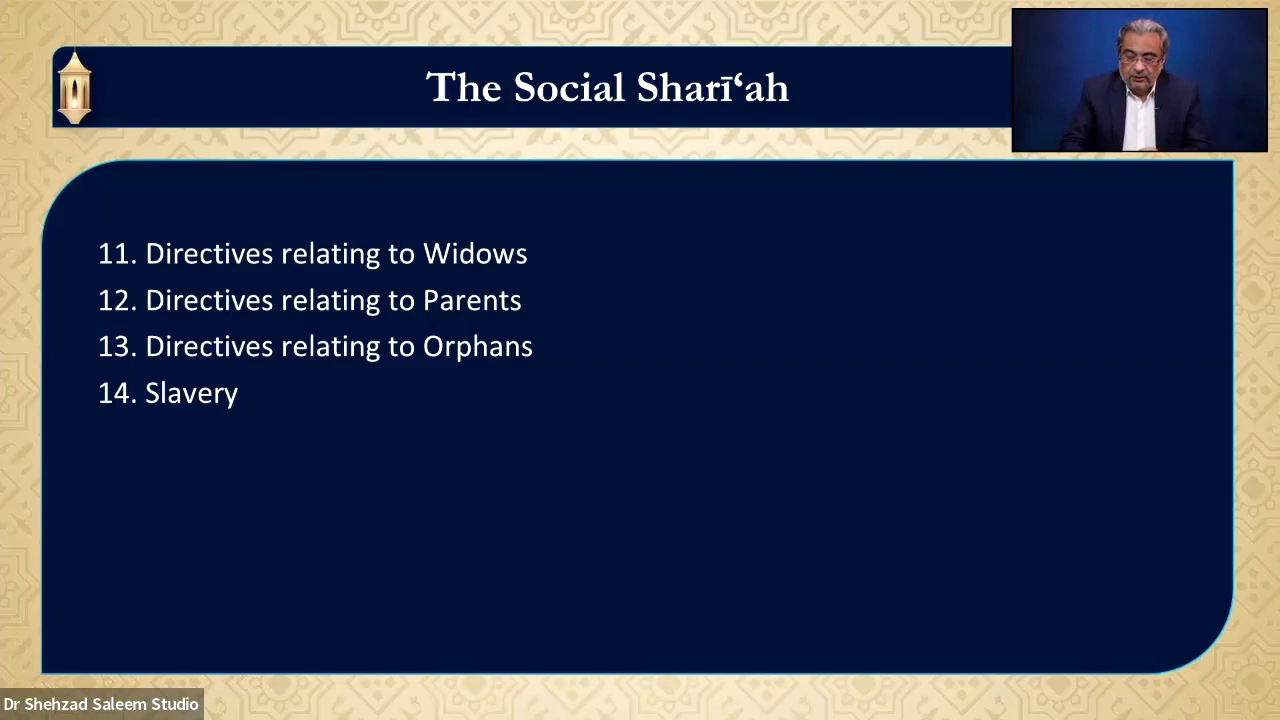 The Social Sharī‘ah
11. Directives relating to Widows
12. Directives relating to Parents
13. Directives relating to Orphans
14. Slavery
Dr Shehzad Saleem Studio